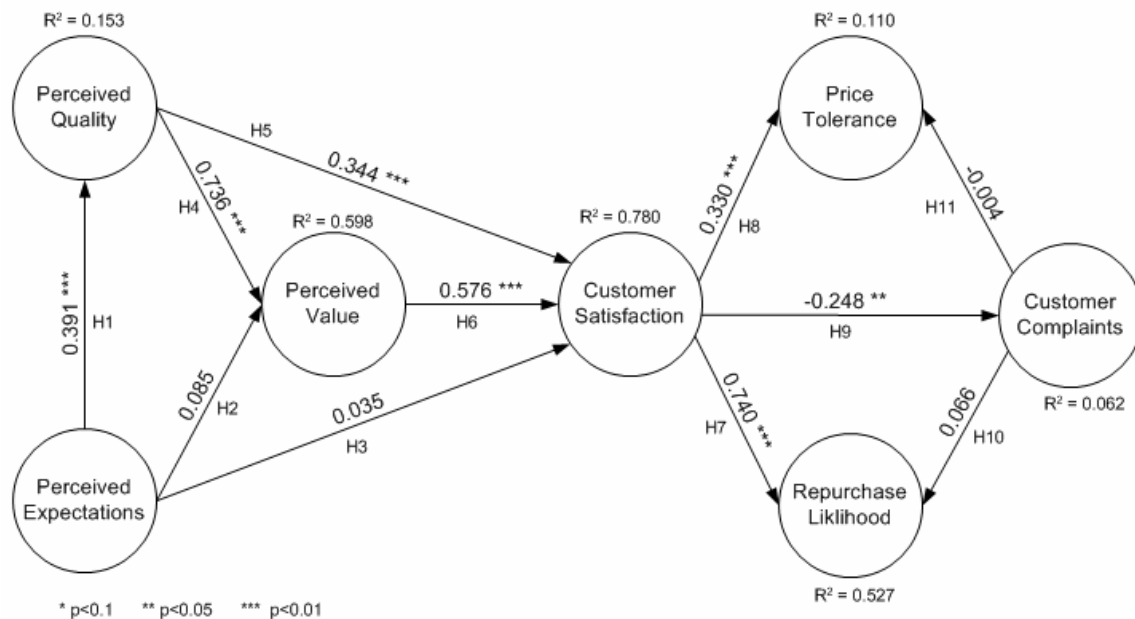 R² = 0.153
R² = 0.110
Perceived
Quality
Price
Tolerance
H5
0.344 ***
0.736 ***
H4
0.330 ***
H8
-0.004
H11
R² = 0.598
R² = 0.780
0.391 ***
H1
Perceived
Value
0.576 ***
H6
Customer
Satisfaction
-0.248 **
H9
Customer
Complaints
R² = 0.062
0.085
H2
0.035
H3
0.740 ***
H7
0.066
H10
Perceived
Expectations
Repurchase
Liklihood
R² = 0.527
* p<0.1 ** p<0.05 *** p<0.01